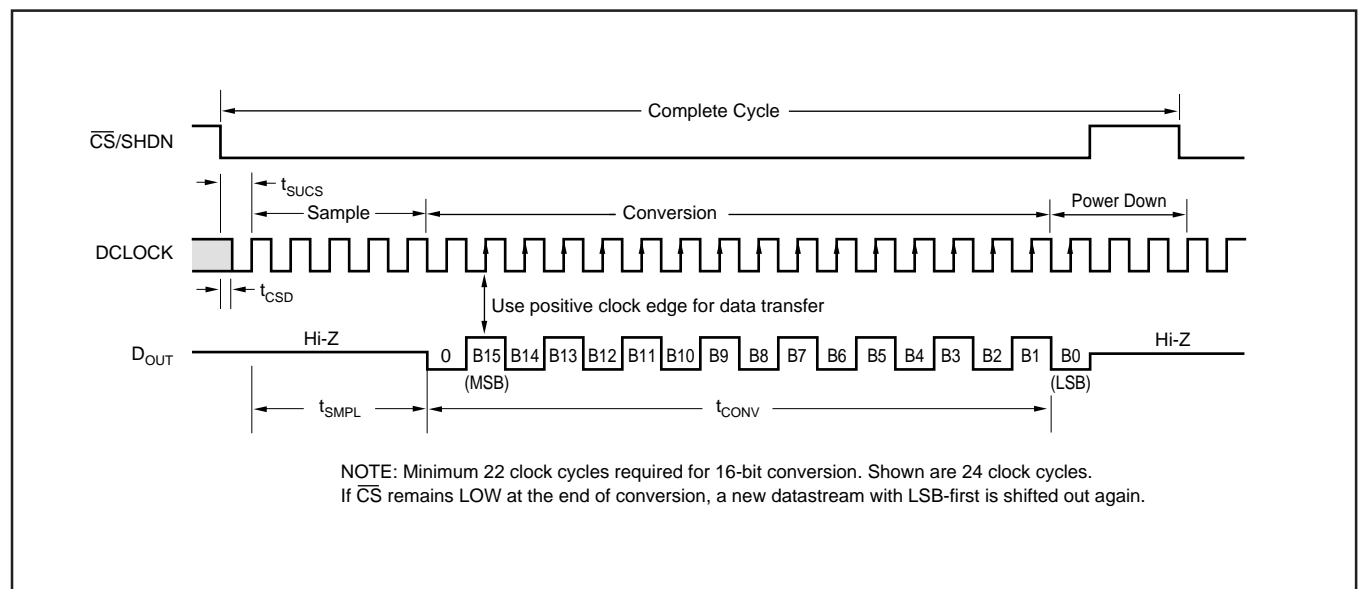 Complete Cycle
CS/SHDN
tSUCS
Sample
Conversion
Power Down
DCLOCK
tCSD
Use positive clock edge for data transfer
Hi-Z
Hi-Z
DOUT
0 B15 B14 B13 B12 B11 B10 B9 B8 B7 B6 B5 B4 B3 B2 B1 B0
(MSB)
(LSB)
tSMPL
tCONV
NOTE: Minimum 22 clock cycles required for 16-bit conversion. Shown are 24 clock cycles.
If CS remains LOW at the end of conversion, a new datastream with LSB-first is shifted out again.